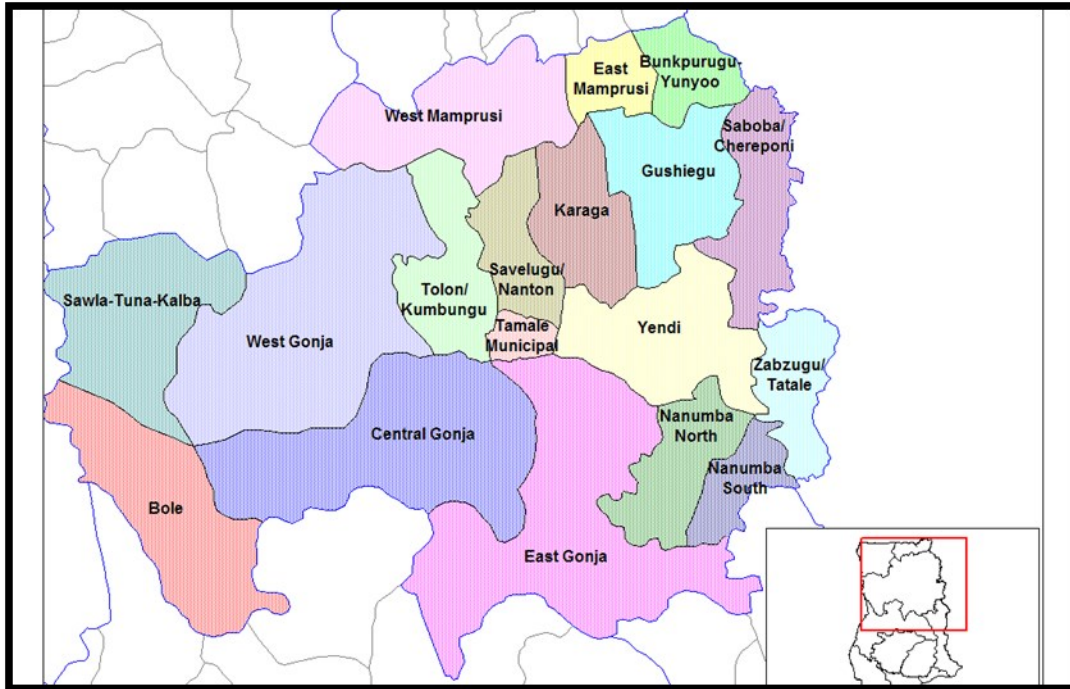 East
Mamprusi
Bunkpurugu-
Yunyoo
West Mamprusi
Saboba/
Chereponi
Gushiegu
Karaga
Sawla-Tuna-Kalba
Tolon/
Kumbungu
Savelugu/
Nanton
West Gonja
Tamale
Municipal
Yendi
Zabzugu/
Tatale
Central Gonja
Nanumba
North
Nanumba
South
Bole
East Gonja